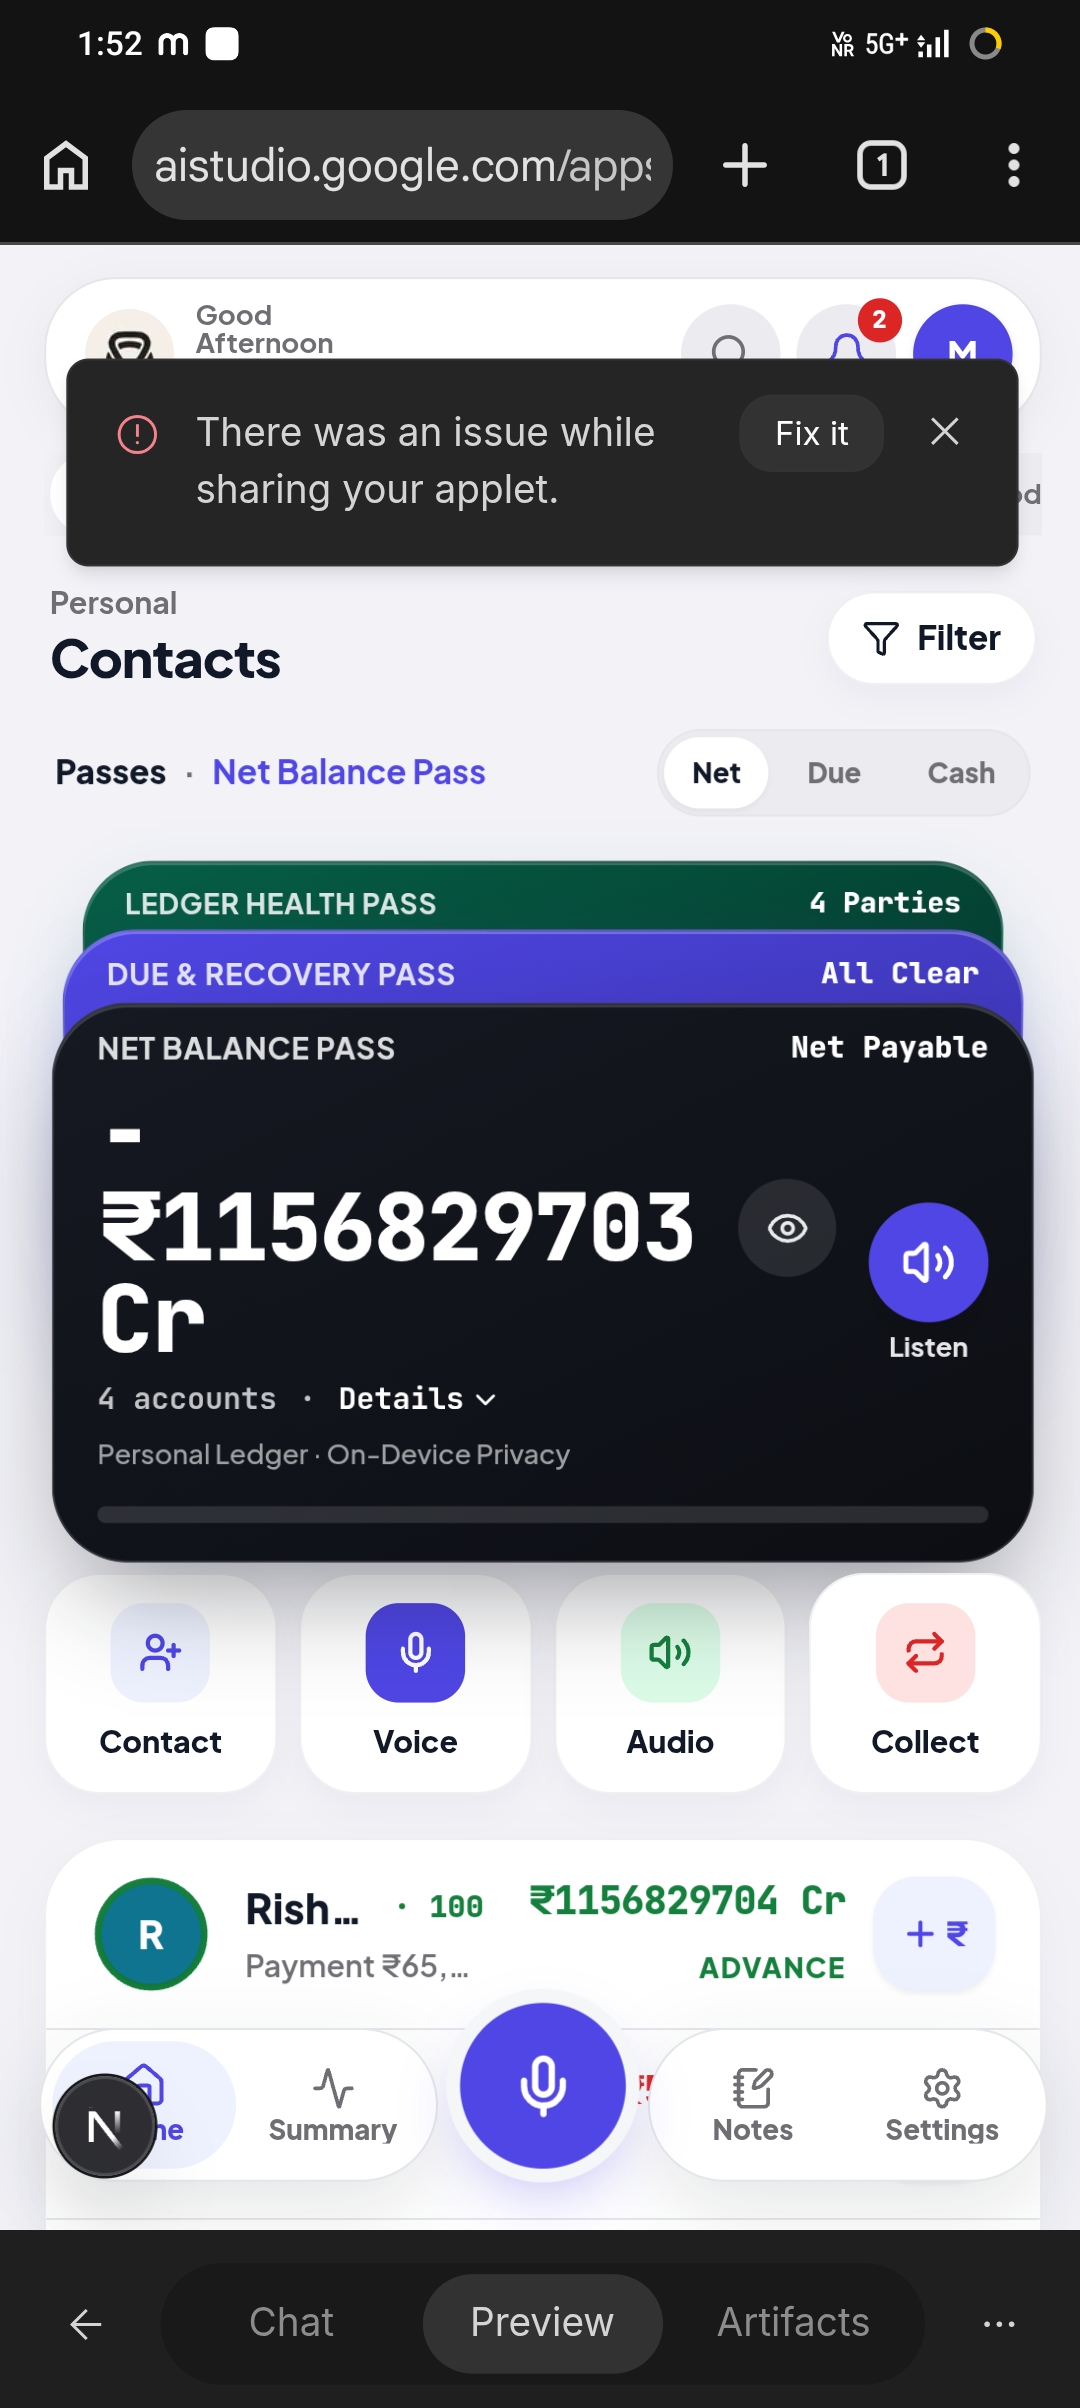 1:52
Vo NR 5G+
aistudio.google.com/apps
1
Good
Afternoon
2
M
There was an issue while
sharing your applet.
Fix it
Personal
Contacts
Filter
Passes · Net Balance Pass
Net Due Cash
LEDGER HEALTH PASS 4 Parties
DUE & RECOVERY PASS All Clear
NET BALANCE PASS Net Payable
-
₹1156829703
Cr
Listen
4 accounts · Details
Personal Ledger · On-Device Privacy
Contact Voice Audio Collect
R
Rish... · 100 ₹1156829704 Cr
Payment ₹65,... ADVANCE
+ ₹
N
Summary Notes Settings
Chat Preview Artifacts